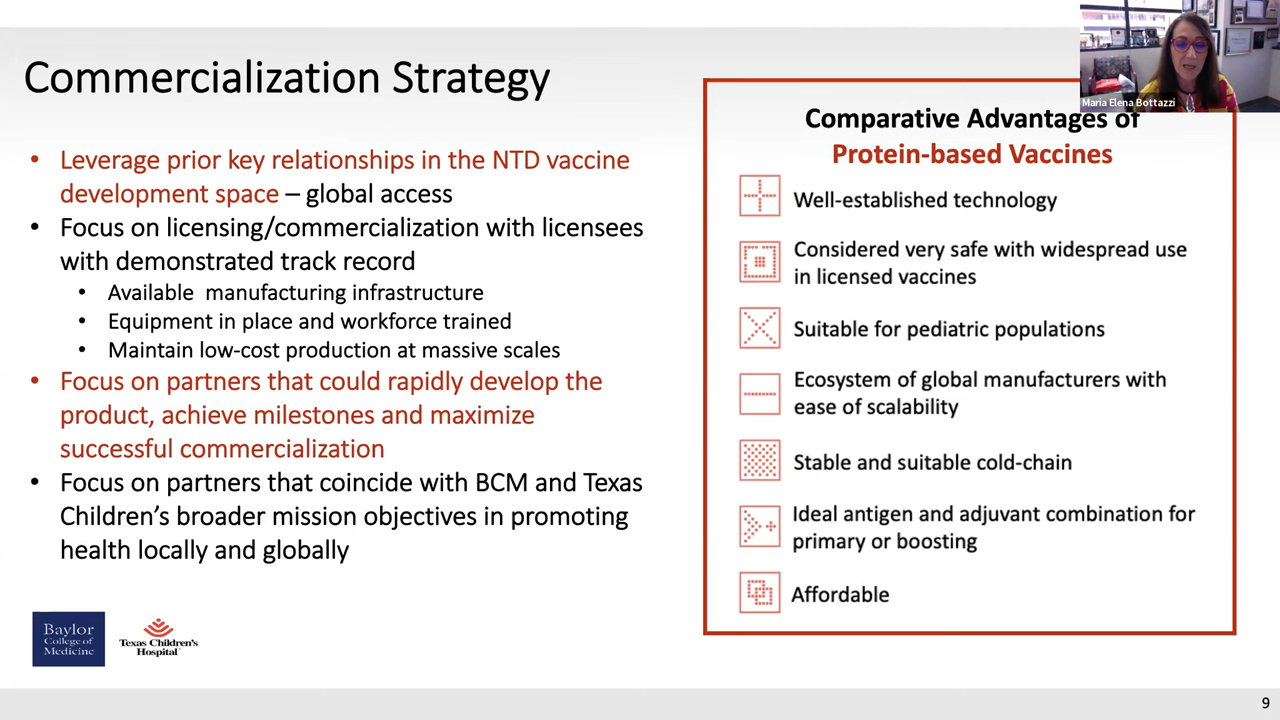 Commercialization Strategy
• Leverage prior key relationships in the NTD vaccine
development space – global access
• Focus on licensing/commercialization with licensees
with demonstrated track record
• Available manufacturing infrastructure
• Equipment in place and workforce trained
• Maintain low-cost production at massive scales
• Focus on partners that could rapidly develop the
product, achieve milestones and maximize
successful commercialization
• Focus on partners that coincide with BCM and Texas
Children's broader mission objectives in promoting
health locally and globally
Baylor
College of
Medicine
Texas Children's
Hospital
Maria Elena Bottazzi
Comparative Advantages of
Protein-based Vaccines
Well-established technology
Considered very safe with widespread use
in licensed vaccines
Suitable for pediatric populations
Ecosystem of global manufacturers with
ease of scalability
Stable and suitable cold-chain
Ideal antigen and adjuvant combination for
primary or boosting
Affordable
9